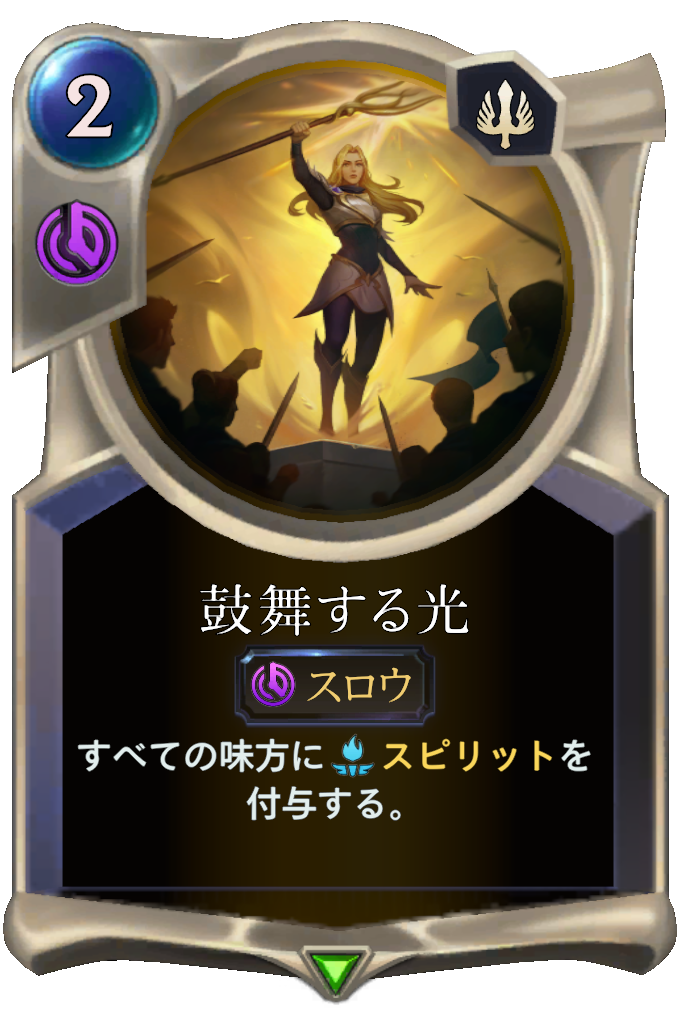 2
鼓舞する光
スロウ
すべての味方にスピリットを
付与する。